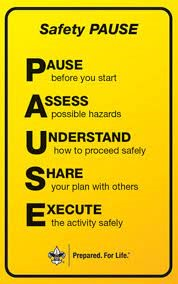 Safety PAUSE
PAUSE
before you start
ASSESS
possible hazards
UNDERSTAND
how to proceed safely
SHARE
your plan with others
EXECUTE
the activity safely
Prepared. For Life.™